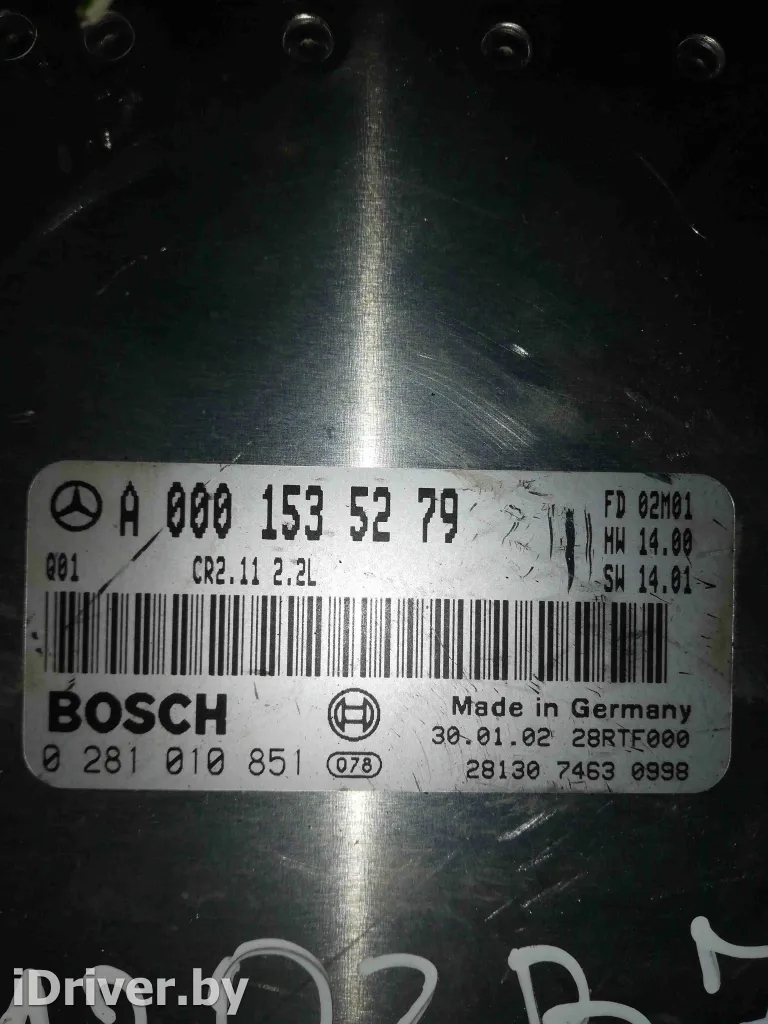 A 000 153 52 79
FD 02M01
HW 14.00
Q01 CR2.11 2.2L
SW 14.01
BOSCH
Made in Germany
30.01.02 28RTF000
0 281 010 851 078
28130 7463 0998
iDriver.by